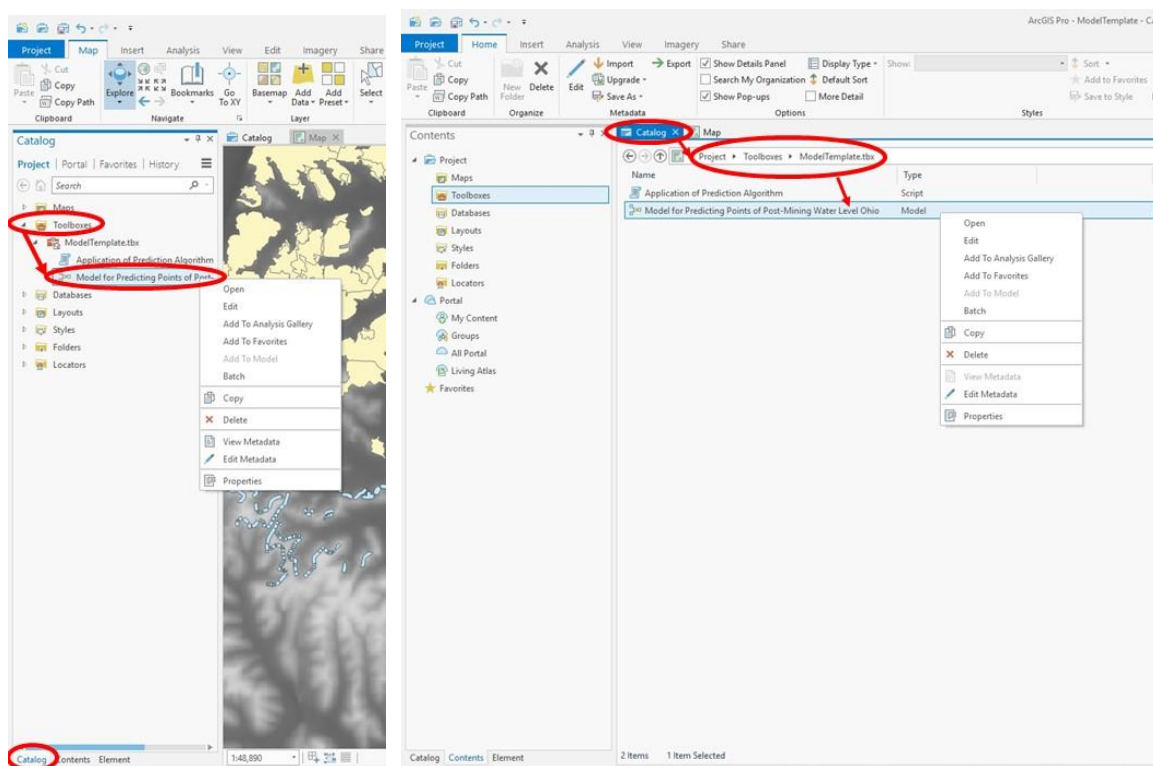 Project Map Insert Analysis View Edit Imagery Share
Paste Cut
Copy
Copy Path
Explore Bookmarks Go To XY Basemap Add Data Add Preset Select
Clipboard Navigate Layer
Catalog
Catalog Map
Project Portal Favorites History
Search
Maps
Toolboxes
ModelTemplate.tbx
Application of Prediction Algorithm
Model for Predicting Points of Post-
Databases
Layouts
Styles
Folders
Locators
Open
Edit
Add To Analysis Gallery
Add To Favorites
Add To Model
Batch
Copy
Delete
View Metadata
Edit Metadata
Properties
Catalog Contents Element
1:48,890
ArcGIS Pro - ModelTemplate - Ca
Project Home Insert Analysis View Imagery Share
Paste Cut
Copy
Copy Path
New Folder Delete Edit
Import Export
Upgrade
Save As
Show Details Panel Display Type
Search My Organization Default Sort
Show Pop-ups More Detail
Show:
Sort
Add to Favorites
Save to Style
Clipboard Organize Metadata Options Styles
Contents
Catalog Map
Project Toolboxes ModelTemplate.tbx
Name Type
Application of Prediction Algorithm Script
Model for Predicting Points of Post-Mining Water Level Ohio Model
Project
Maps
Toolboxes
Databases
Layouts
Styles
Folders
Locators
Portal
My Content
Groups
All Portal
Living Atlas
Favorites
Open
Edit
Add To Analysis Gallery
Add To Favorites
Add To Model
Batch
Copy
Delete
View Metadata
Edit Metadata
Properties
Catalog Contents Element
2 Items 1 Item Selected